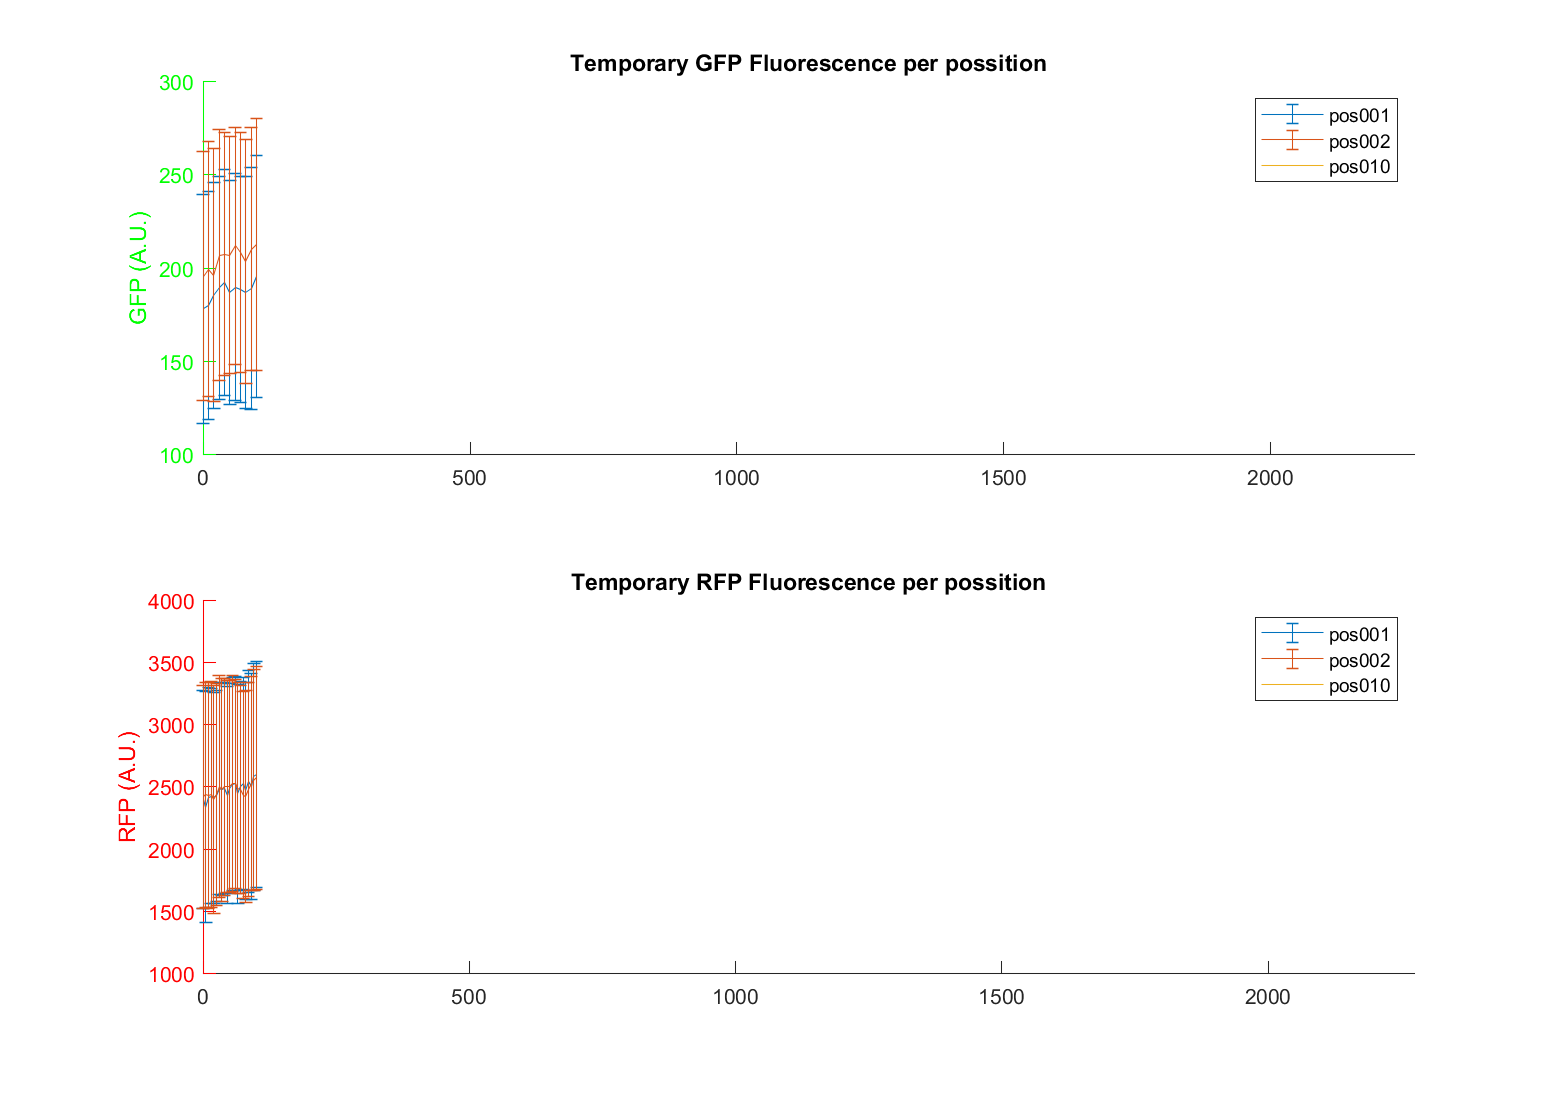 Temporary GFP Fluorescence per possition
300
250
200
150
100
GFP (A.U.)
0 500 1000 1500 2000
pos001
pos002
pos010
Temporary RFP Fluorescence per possition
4000
3500
3000
2500
2000
1500
1000
RFP (A.U.)
0 500 1000 1500 2000
pos001
pos002
pos010